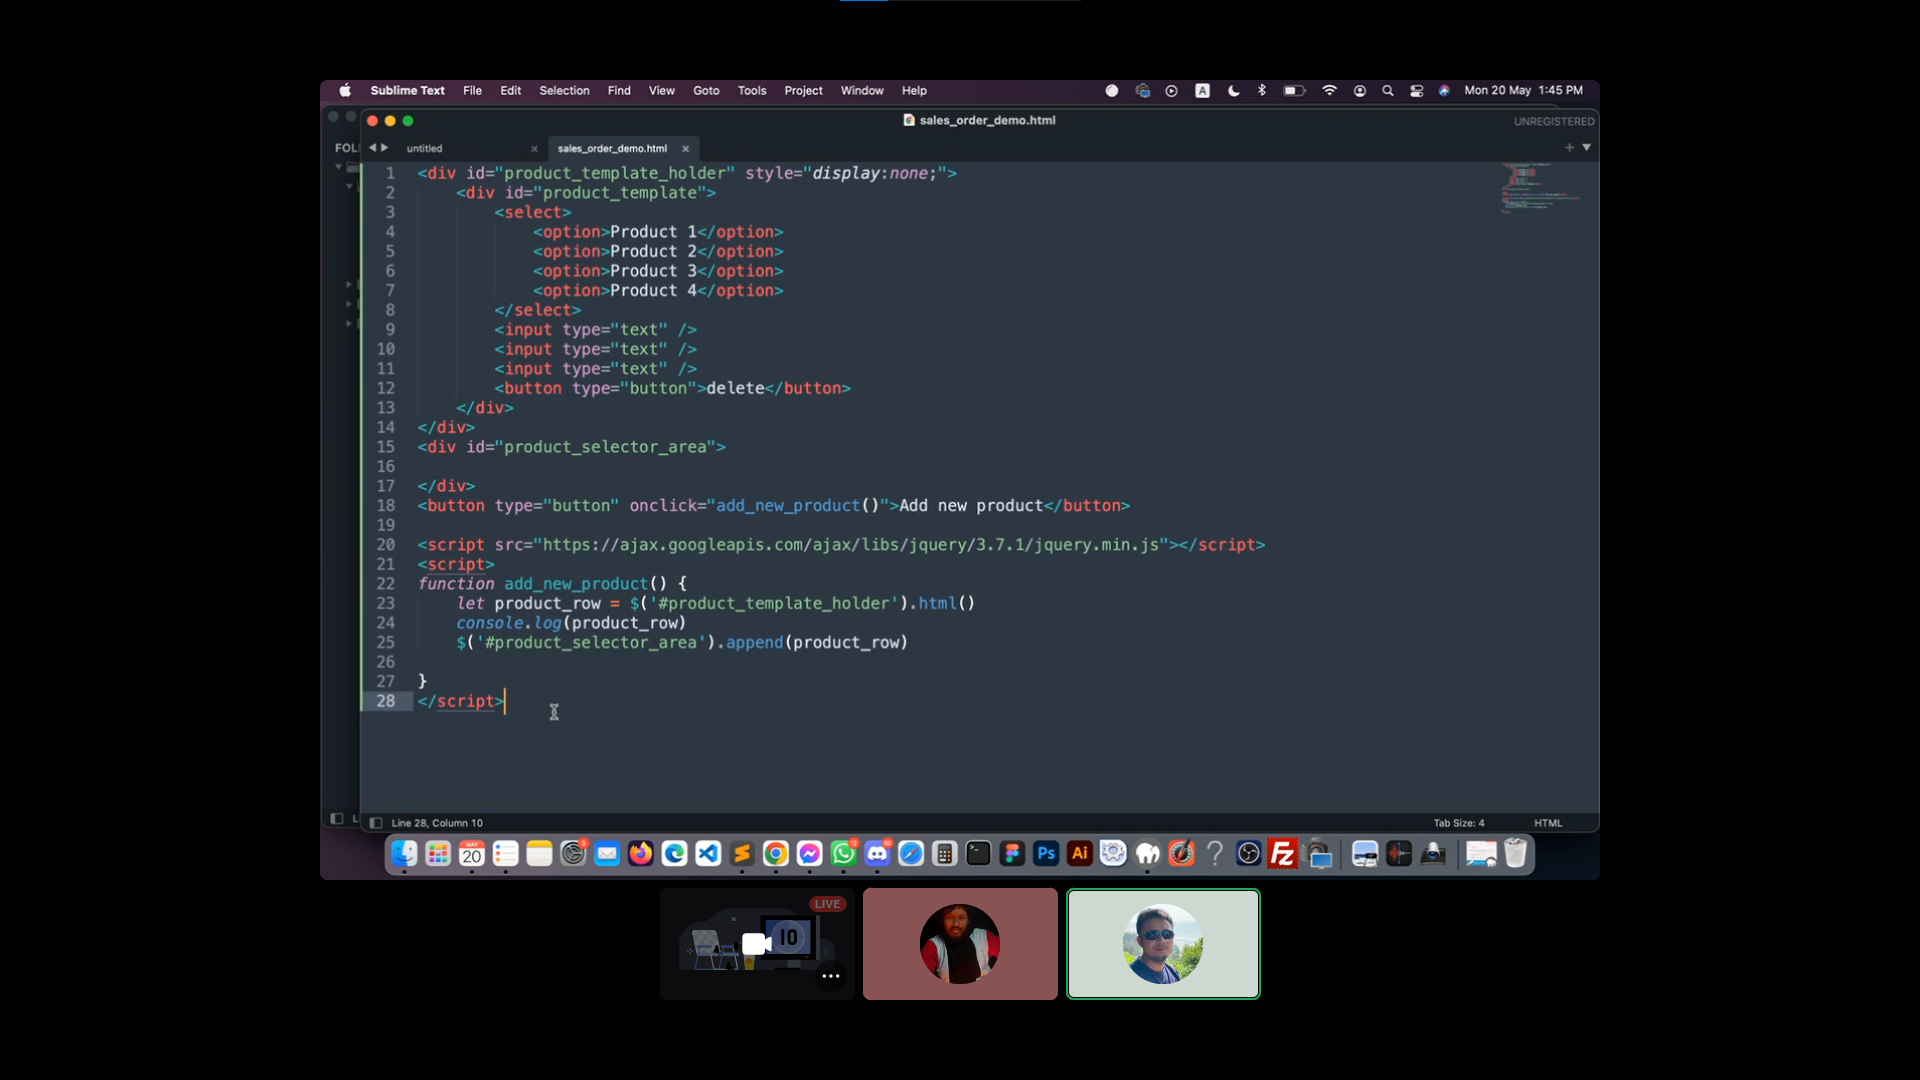 Sublime Text File Edit Selection Find View Goto Tools Project Window Help A Mon 20 May 1:45 PM
sales_order_demo.html UNREGISTERED
FOL untitled sales_order_demo.html
1 <div id="product_template_holder" style="display:none;">
2     <div id="product_template">
3         <select>
4             <option>Product 1</option>
5             <option>Product 2</option>
6             <option>Product 3</option>
7             <option>Product 4</option>
8         </select>
9         <input type="text" />
10         <input type="text" />
11         <input type="text" />
12         <button type="button">delete</button>
13     </div>
14 </div>
15 <div id="product_selector_area">
16
17 </div>
18 <button type="button" onclick="add_new_product()">Add new product</button>
19
20 <script src="https://ajax.googleapis.com/ajax/libs/jquery/3.7.1/jquery.min.js"></script>
21 <script>
22 function add_new_product() {
23     let product_row = $('#product_template_holder').html()
24     console.log(product_row)
25     $('#product_selector_area').append(product_row)
26
27 }
28 </script>
L Line 28, Column 10 Tab Size: 4 HTML
20 Ps Ai ? Fz
LIVE
10